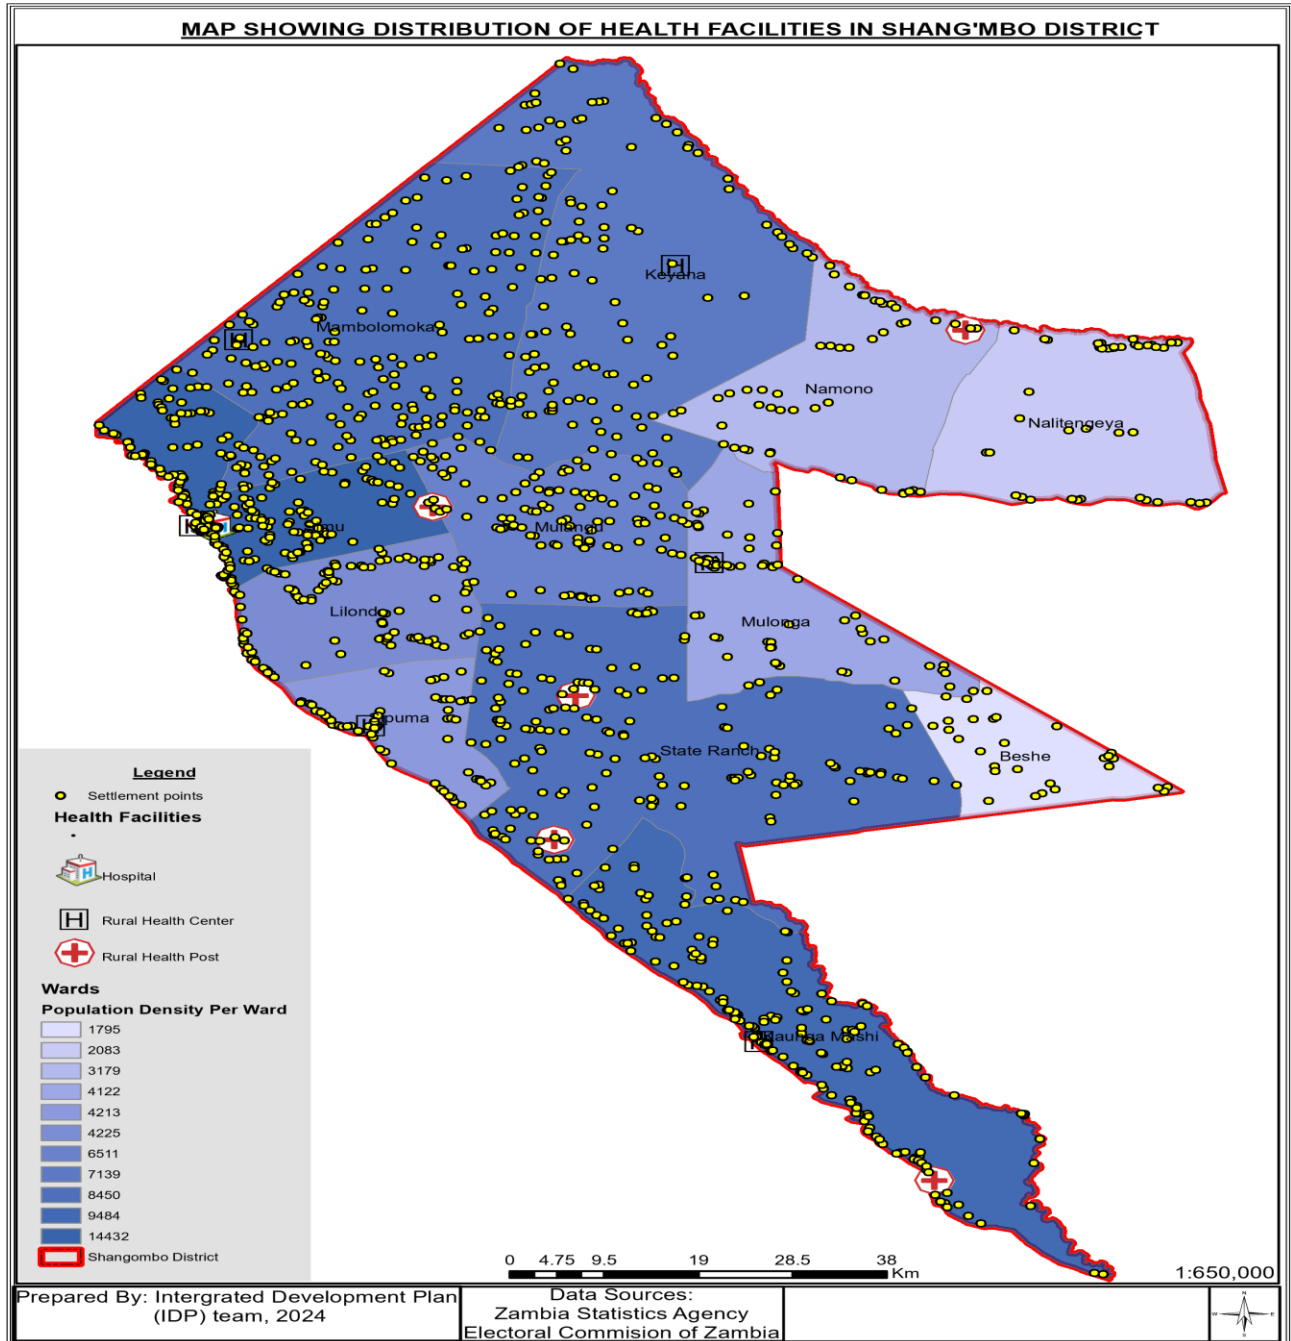 MAP SHOWING DISTRIBUTION OF HEALTH FACILITIES IN SHANG'MBO DISTRICT
Keyana
Mambolomoka
Namono
Nalitengeya
Mulangu
Lilondo
Mulonga
State Ranch
Beshe
Kaunga Mashi
Legend
Settlement points
Health Facilities
Hospital
Rural Health Center
Rural Health Post
Wards
Population Density Per Ward
1795
2083
3179
4122
4213
4225
6511
7139
8450
9484
14432
Shangombo District
0 4.75 9.5 19 28.5 38
Km
1:650,000
Prepared By: Intergrated Development Plan
(IDP) team, 2024
Data Sources:
Zambia Statistics Agency
Electoral Commision of Zambia
N
W E
S